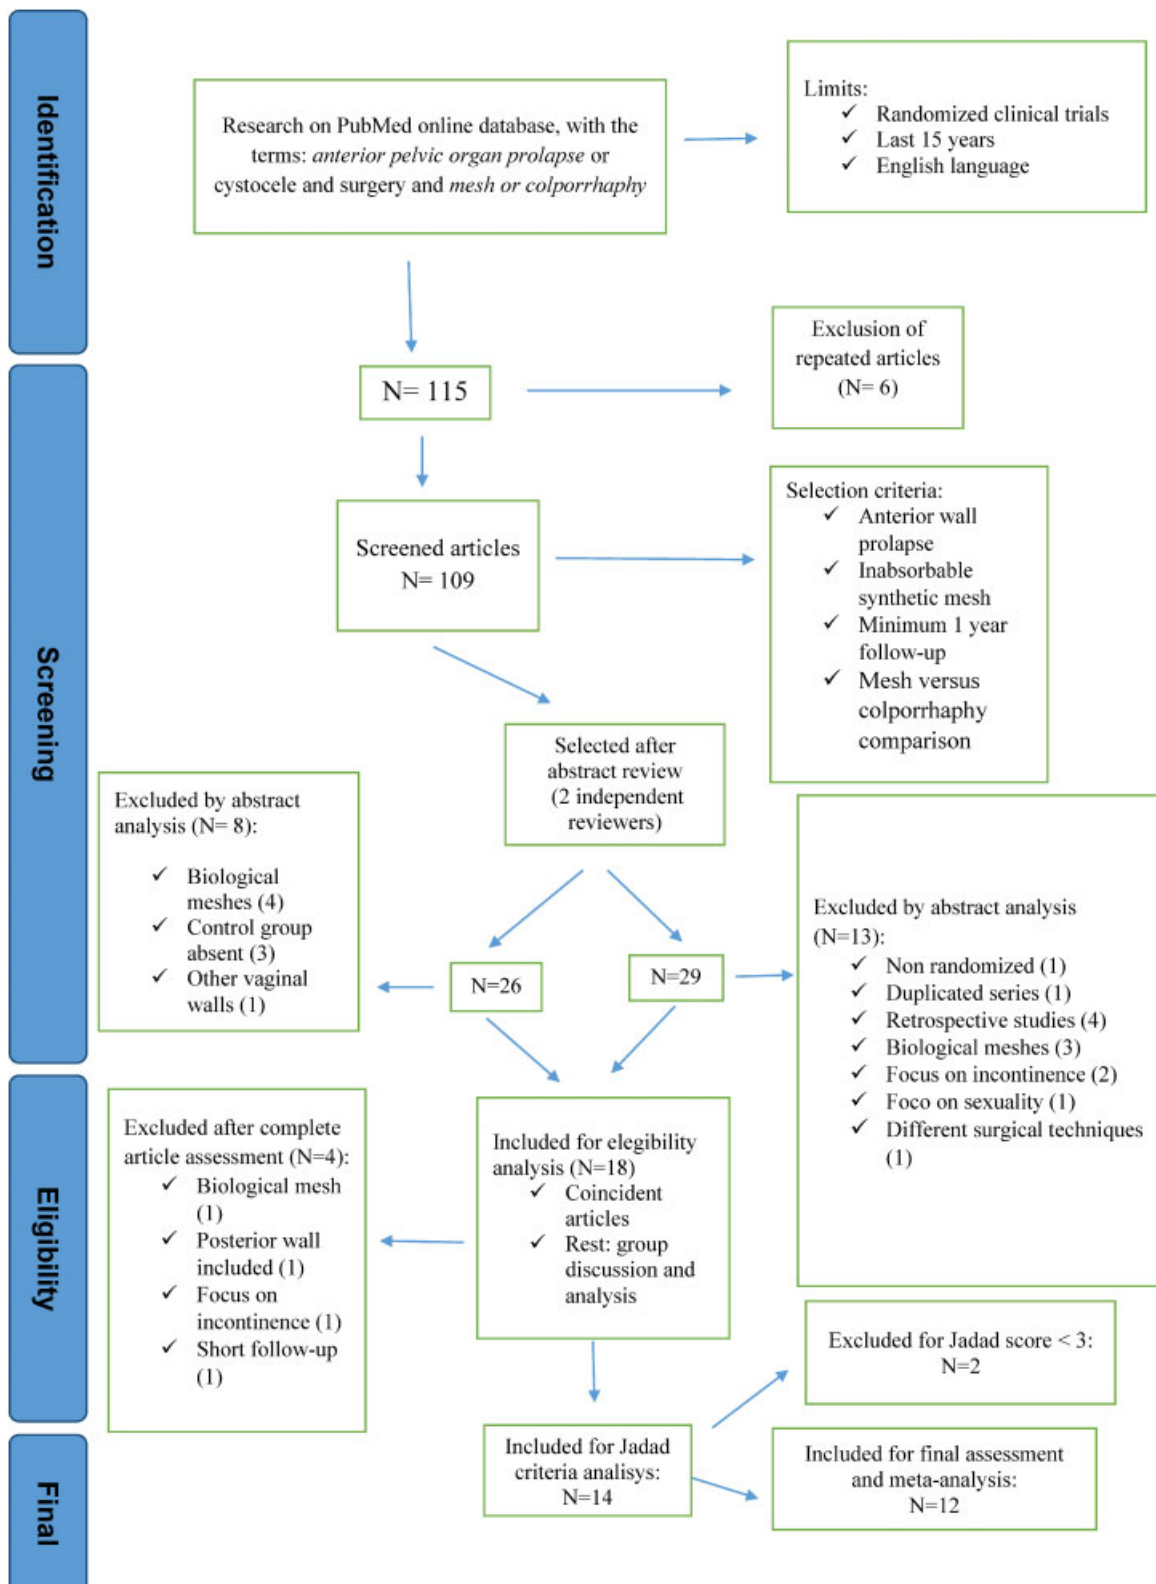 Identification
Research on PubMed online database, with the
terms: anterior pelvic organ prolapse or
cystocele and surgery and mesh or colporrhaphy
Limits:
✓ Randomized clinical trials
✓ Last 15 years
✓ English language
Screening
N= 115
Exclusion of
repeated articles
(N= 6)
Screened articles
N= 109
Selection criteria:
✓ Anterior wall
prolapse
✓ Inabsorbable
synthetic mesh
✓ Minimum 1 year
follow-up
✓ Mesh versus
colporrhaphy
comparison
Selected after
abstract review
(2 independent
reviewers)
Excluded by abstract
analysis (N= 8):
✓ Biological
meshes (4)
✓ Control group
absent (3)
✓ Other vaginal
walls (1)
N=26
N=29
Excluded by abstract analysis
(N=13):
✓ Non randomized (1)
✓ Duplicated series (1)
✓ Retrospective studies (4)
✓ Biological meshes (3)
✓ Focus on incontinence (2)
✓ Foco on sexuality (1)
✓ Different surgical techniques
(1)
Eligibility
Excluded after complete
article assessment (N=4):
✓ Biological mesh
(1)
✓ Posterior wall
included (1)
✓ Focus on
incontinence (1)
✓ Short follow-up
(1)
Included for elegibility
analysis (N=18)
✓ Coincident
articles
✓ Rest: group
discussion and
analysis
Excluded for Jadad score < 3:
N=2
Final
Included for Jadad
criteria analisys:
N=14
Included for final assessment
and meta-analysis:
N=12